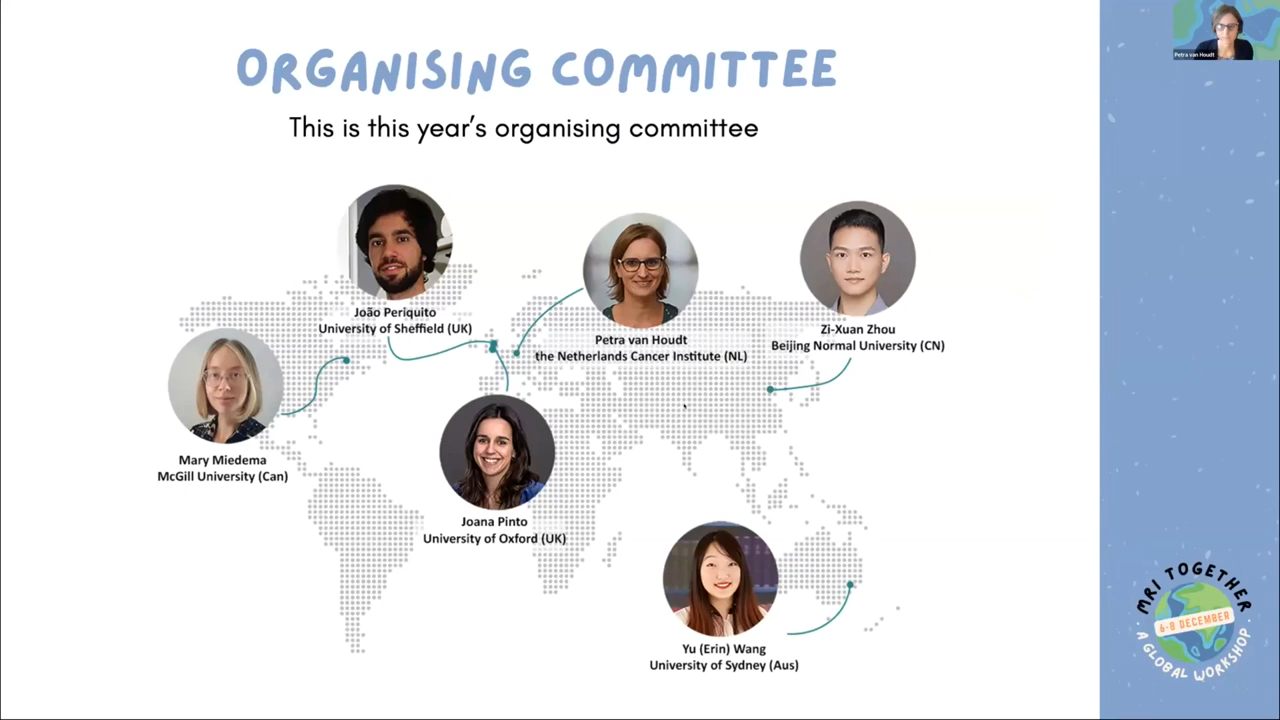 ORGANISING COMMITTEE
This is this year's organising committee
Petra van Houdt
João Periquito
University of Sheffield (UK)
Petra van Houdt
the Netherlands Cancer Institute (NL)
Zi-Xuan Zhou
Beijing Normal University (CN)
Mary Miedema
McGill University (Can)
Joana Pinto
University of Oxford (UK)
Yu (Erin) Wang
University of Sydney (Aus)
MRI TOGETHER
6-8 DECEMBER
A GLOBAL WORKSHOP